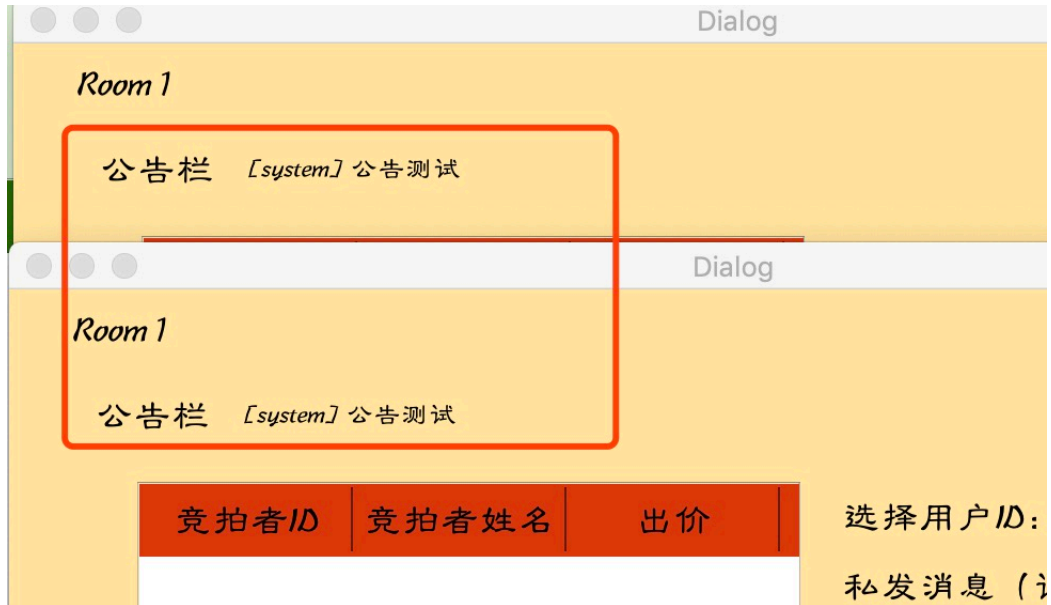 Dialog
Room 1
公告栏 [system] 公告测试
Dialog
Room 1
公告栏 [system] 公告测试
竞拍者ID 竞拍者姓名 出价 选择用户ID:
私发消息（